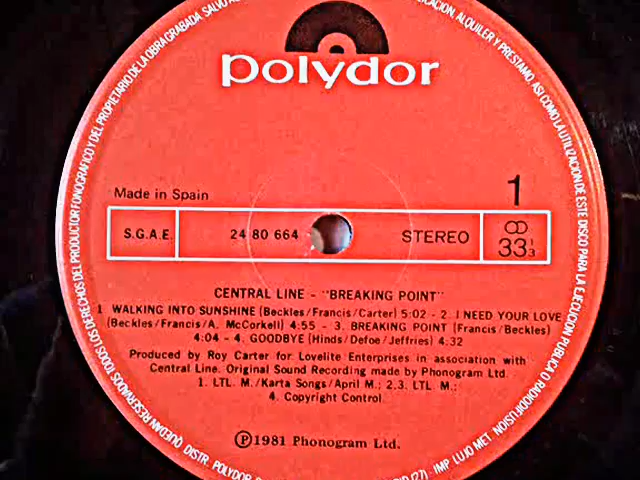 polydor
Made in Spain
1
S.G.A.E.
24 80 664
STEREO
33 1/3
CENTRAL LINE - "BREAKING POINT"
1. WALKING INTO SUNSHINE (Beckles/Francis/Carter) 5:02 - 2. I NEED YOUR LOVE
(Beckles/Francis/A. McCorkell) 4:55 - 3. BREAKING POINT (Francis/Beckles)
4:04 - 4. GOODBYE (Hinds/Defoe/Jeffries) 4:32
Produced by Roy Carter for Lovelite Enterprises in association with
Central Line. Original Sound Recording made by Phonogram Ltd.
1. LTL. M./Karta Songs/April M.; 2.3. LTL. M.;
4. Copyright Control.
Ⓟ1981 Phonogram Ltd.
QUEDAN RESERVADOS TODOS LOS DERECHOS DEL PRODUCTOR FONOGRAFICO Y DEL PROPIETARIO DE LA OBRA GRABADA. SALVO
ALQUILER Y PRESTAMO, ASI COMO LA UTILIZACION DE ESTE DISCO PARA LA EJECUCION PUBLICA O RADIODIFUSION
IMP. LUJO MET.
DISTR. POLYDOR,